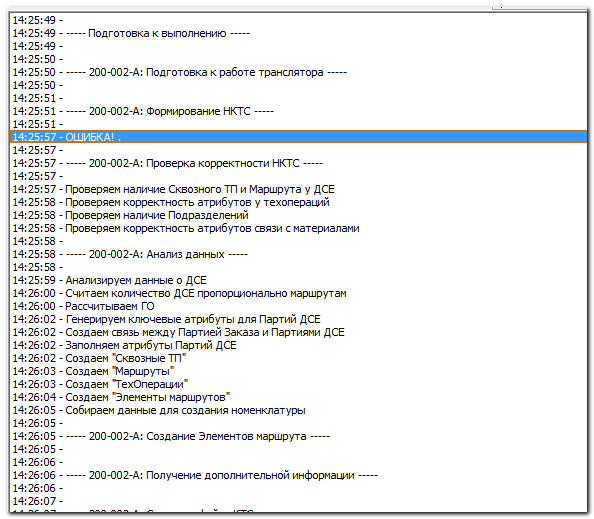 14:25:49 -
14:25:49 - ----- Подготовка к выполнению -----
14:25:49 -
14:25:50 -
14:25:50 - ----- 200-002-А: Подготовка к работе транслятора -----
14:25:50 -
14:25:51 -
14:25:51 - ----- 200-002-А: Формирование НКТС -----
14:25:51 -
14:25:57 - ОШИБКА! .
14:25:57 -
14:25:57 - ----- 200-002-А: Проверка корректности НКТС -----
14:25:57 -
14:25:57 - Проверяем наличие Сквозного ТП и Маршрута у ДСЕ
14:25:58 - Проверяем корректность атрибутов у техопераций
14:25:58 - Проверяем наличие Подразделений
14:25:58 - Проверяем корректность атрибутов связи с материалами
14:25:58 -
14:25:58 - ----- 200-002-А: Анализ данных -----
14:25:58 -
14:25:59 - Анализируем данные о ДСЕ
14:26:00 - Считаем количество ДСЕ пропорционально маршрутам
14:26:00 - Рассчитываем ГО
14:26:02 - Генерируем ключевые атрибуты для Партий ДСЕ
14:26:02 - Создаем связь между Партией Заказа и Партиями ДСЕ
14:26:02 - Заполняем атрибуты Партий ДСЕ
14:26:02 - Создаем "Сквозные ТП"
14:26:03 - Создаем "Маршруты"
14:26:03 - Создаем "ТехОперации"
14:26:04 - Создаем "Элементы маршрутов"
14:26:05 - Собираем данные для создания номенклатуры
14:26:05 -
14:26:05 - ----- 200-002-А: Создание Элементов маршрута -----
14:26:05 -
14:26:06 -
14:26:06 - ----- 200-002-А: Получение дополнительной информации -----
14:26:06 -
14:26:07 -